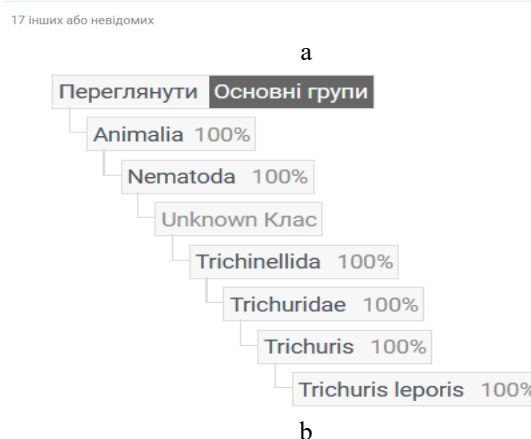 17 інших або невідомих
a
Переглянути Основні групи
Animalia 100%
Nematoda 100%
Unknown Клас
Trichinellida 100%
Trichuridae 100%
Trichuris 100%
Trichuris leporis 100%
b